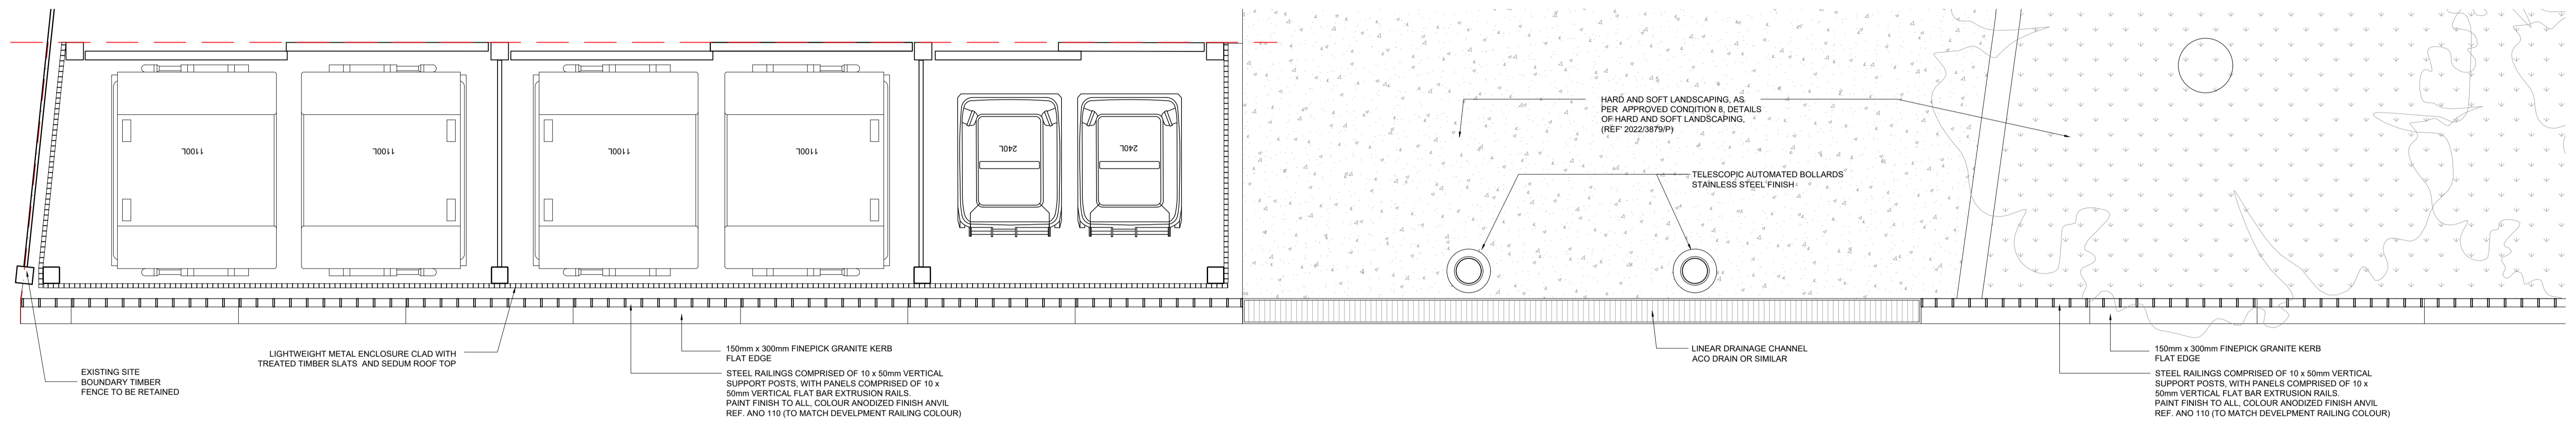 1100L
1100L
1100L
1100L
240L
240L
HARD AND SOFT LANDSCAPING, AS
PER APPROVED CONDITION 8, DETAILS
OF HARD AND SOFT LANDSCAPING,
(REF' 2022/3879/P)
TELESCOPIC AUTOMATED BOLLARDS
STAINLESS STEEL FINISH
EXISTING SITE
BOUNDARY TIMBER
FENCE TO BE RETAINED
LIGHTWEIGHT METAL ENCLOSURE CLAD WITH
TREATED TIMBER SLATS AND SEDUM ROOF TOP
150mm x 300mm FINEPICK GRANITE KERB
FLAT EDGE
STEEL RAILINGS COMPRISED OF 10 x 50mm VERTICAL
SUPPORT POSTS, WITH PANELS COMPRISED OF 10 x
50mm VERTICAL FLAT BAR EXTRUSION RAILS.
PAINT FINISH TO ALL, COLOUR ANODIZED FINISH ANVIL
REF. ANO 110 (TO MATCH DEVELPMENT RAILING COLOUR)
LINEAR DRAINAGE CHANNEL
ACO DRAIN OR SIMILAR
150mm x 300mm FINEPICK GRANITE KERB
FLAT EDGE
STEEL RAILINGS COMPRISED OF 10 x 50mm VERTICAL
SUPPORT POSTS, WITH PANELS COMPRISED OF 10 x
50mm VERTICAL FLAT BAR EXTRUSION RAILS.
PAINT FINISH TO ALL, COLOUR ANODIZED FINISH ANVIL
REF. ANO 110 (TO MATCH DEVELPMENT RAILING COLOUR)